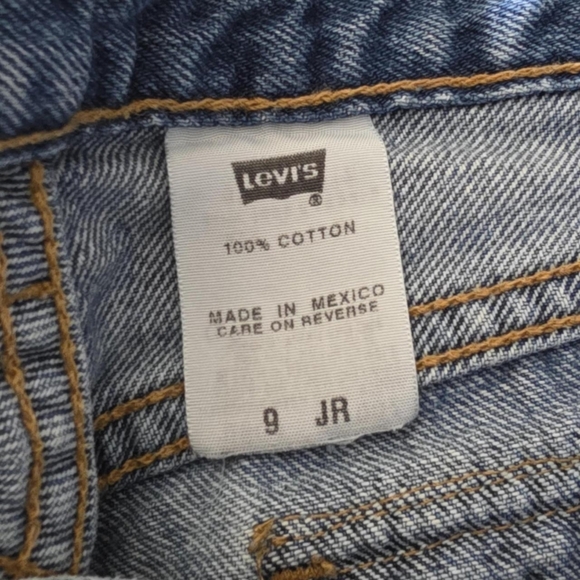 LEVI'S
®
100% COTTON
MADE IN MEXICO
CARE ON REVERSE
9 JR